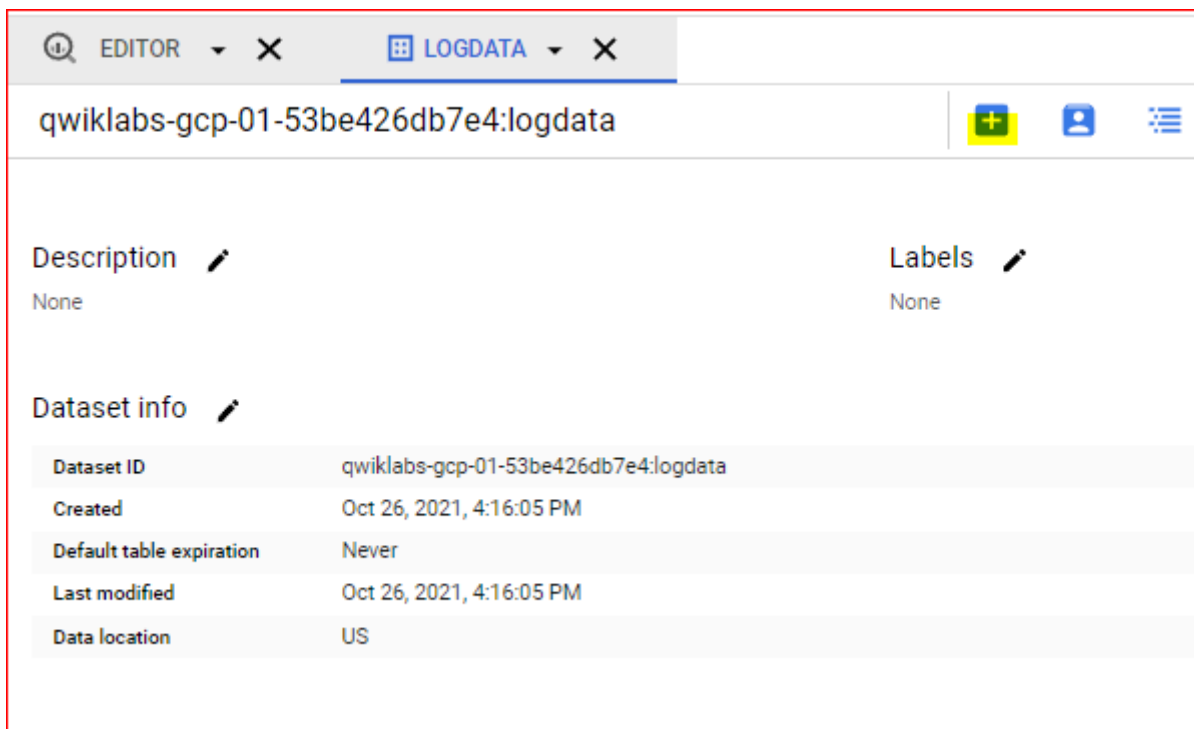 EDITOR LOGDATA
qwiklabs-gcp-01-53be426db7e4:logdata
Description Labels
None None
Dataset info
Dataset ID qwiklabs-gcp-01-53be426db7e4:logdata
Created Oct 26, 2021, 4:16:05 PM
Default table expiration Never
Last modified Oct 26, 2021, 4:16:05 PM
Data location US